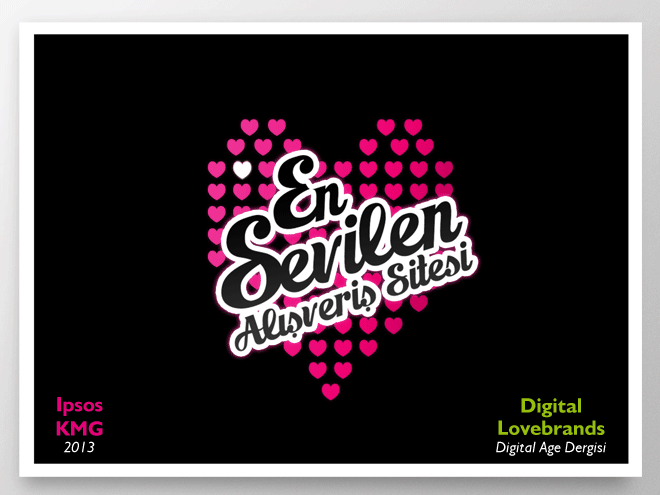 En
Sevilen
Alışveriş Sitesi
Ipsos
KMG
2013
Digital
Lovebrands
Digital Age Dergisi